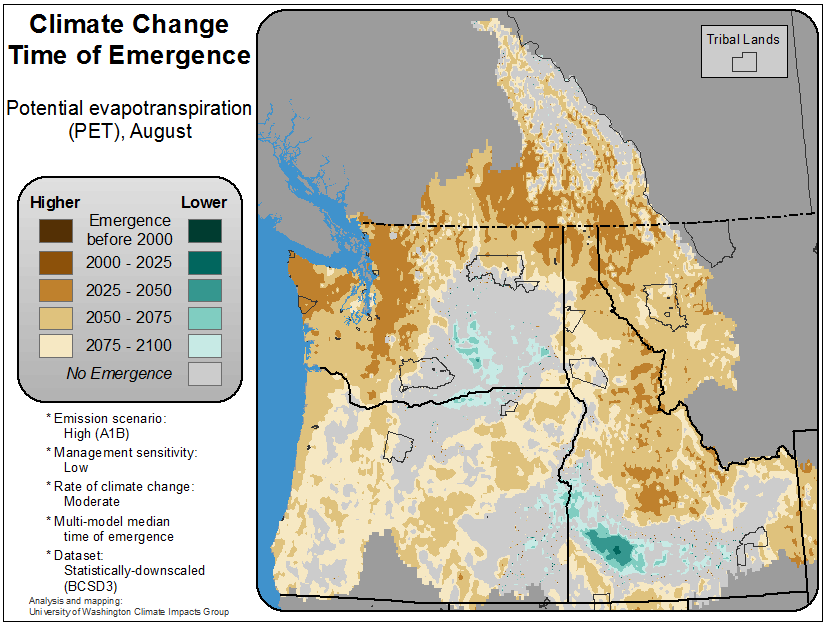 Climate Change
Time of Emergence
Potential evapotranspiration
(PET), August
Higher Lower
Emergence
before 2000
2000 - 2025
2025 - 2050
2050 - 2075
2075 - 2100
No Emergence
* Emission scenario:
High (A1B)
* Management sensitivity:
Low
* Rate of climate change:
Moderate
* Multi-model median
time of emergence
* Dataset:
Statistically-downscaled
(BCSD3)
Analysis and mapping:
University of Washington Climate Impacts Group
Tribal Lands